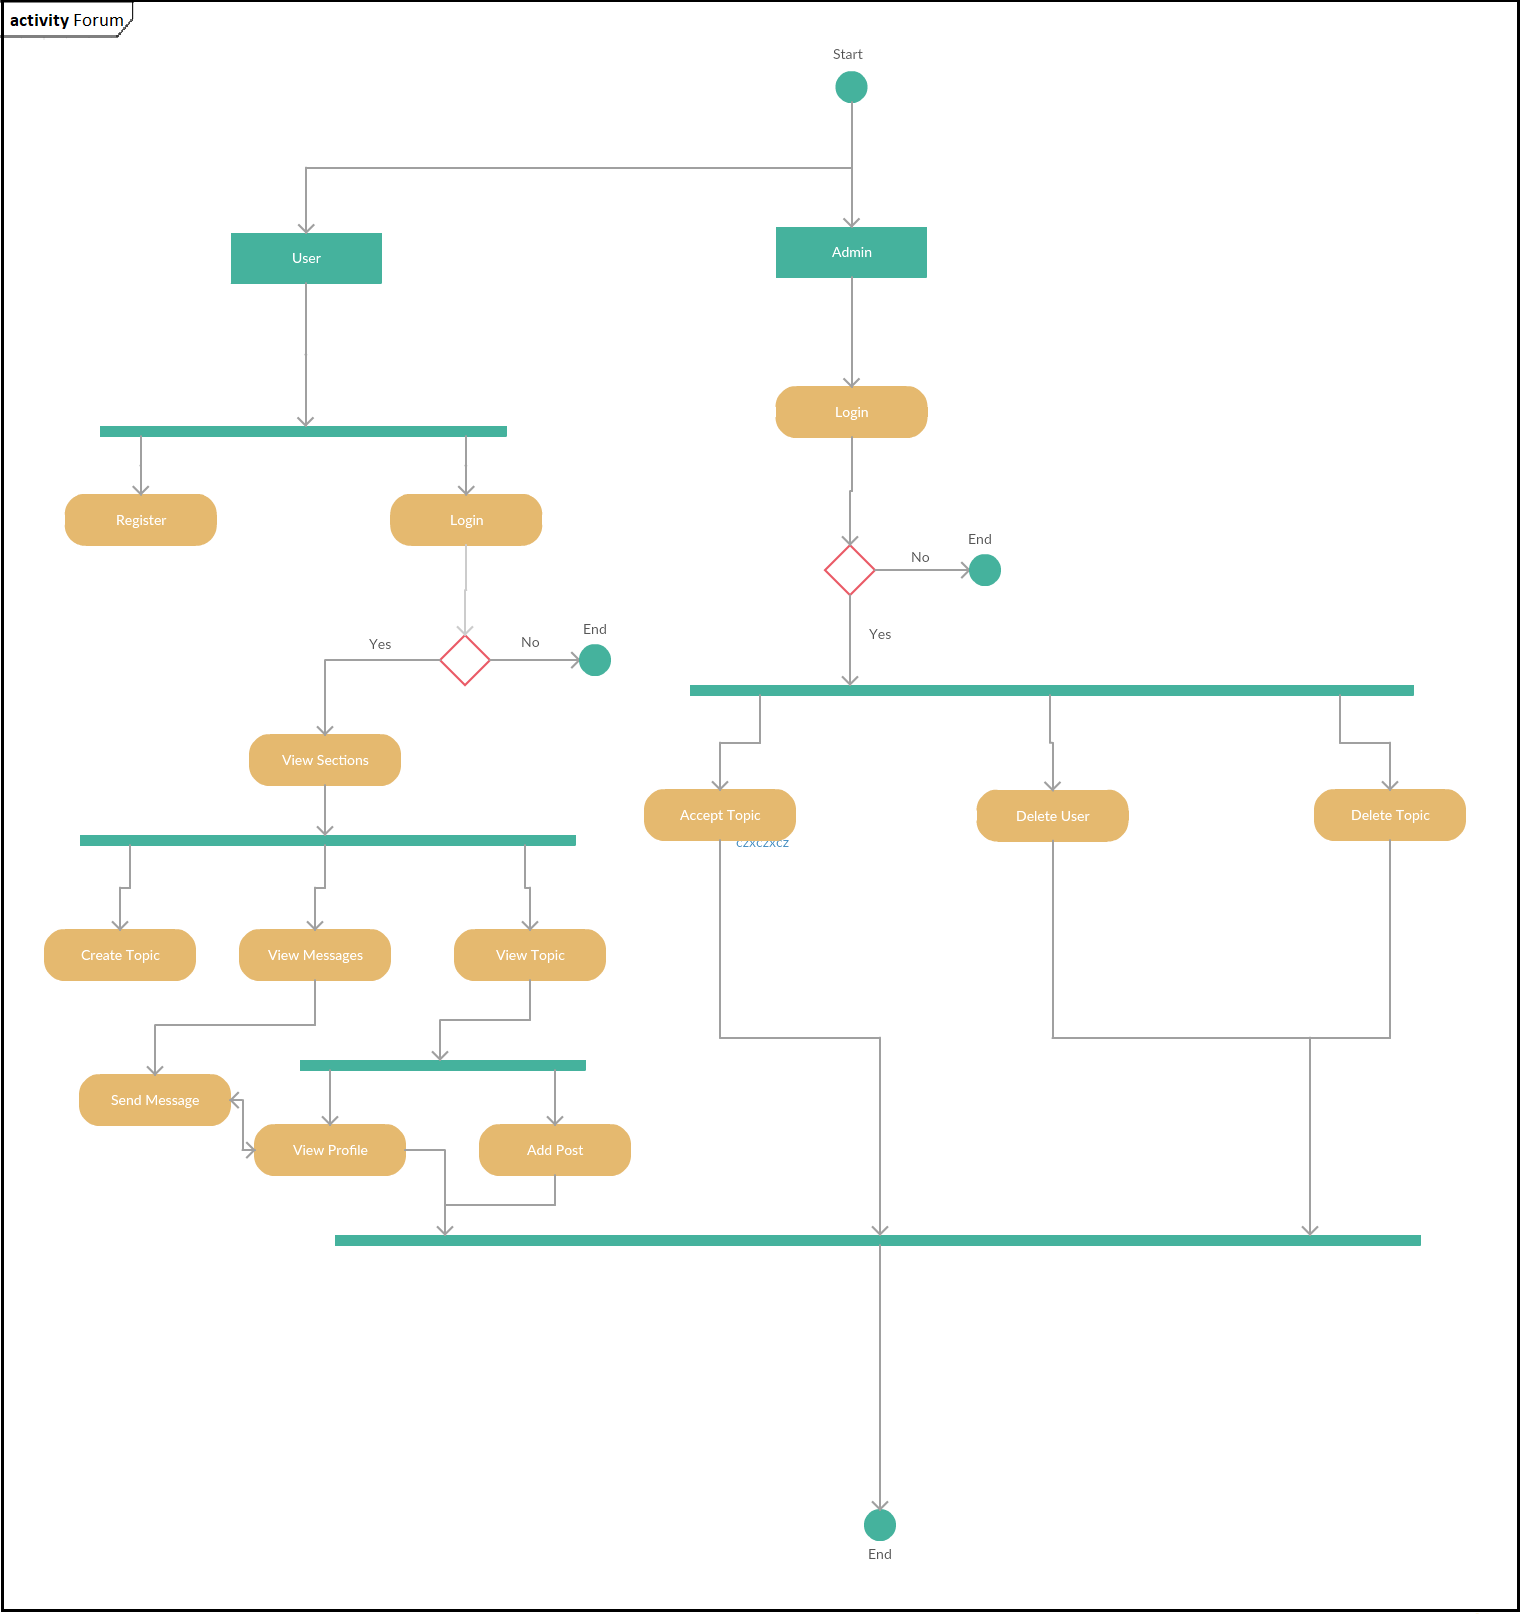 activity Forum
Start
User
Admin
Login
Register
Login
End
No
Yes
No
End
Yes
View Sections
Accept Topic
Delete User
Delete Topic
czxczxcz
Create Topic
View Messages
View Topic
Send Message
View Profile
Add Post
End